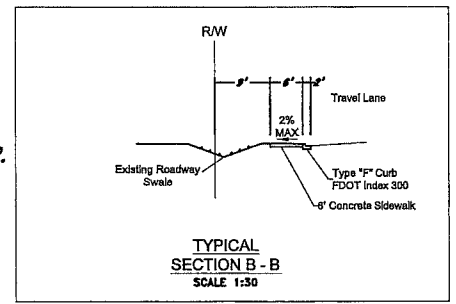 R/W
9' 6' 2'
Travel Lane
2%
MAX
Existing Roadway
Swale
Type "F" Curb
FDOT Index 300
6' Concrete Sidewalk
TYPICAL
SECTION B - B
SCALE 1:30